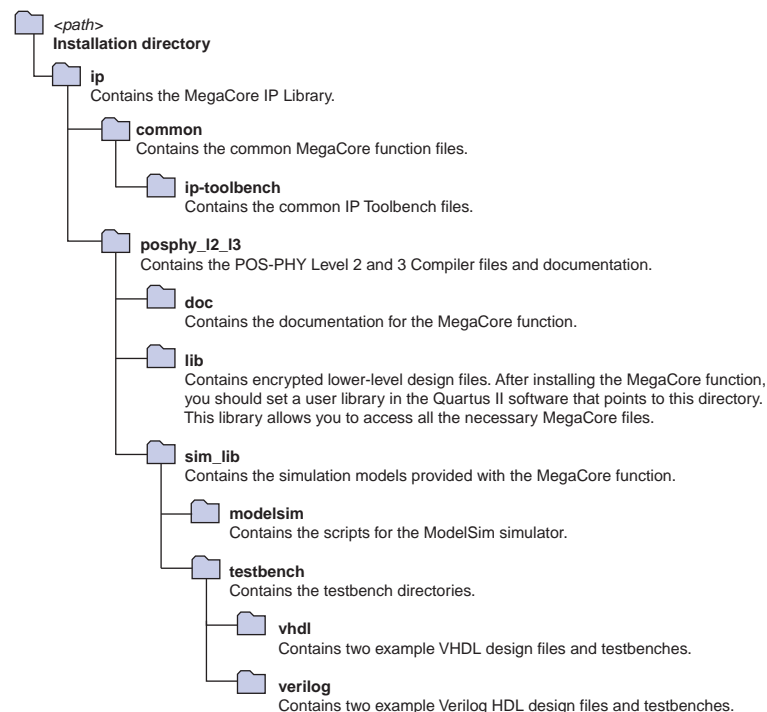 <path>
Installation directory
ip
Contains the MegaCore IP Library.
common
Contains the common MegaCore function files.
ip-toolbench
Contains the common IP Toolbench files.
posphy_l2_l3
Contains the POS-PHY Level 2 and 3 Compiler files and documentation.
doc
Contains the documentation for the MegaCore function.
lib
Contains encrypted lower-level design files. After installing the MegaCore function,
you should set a user library in the Quartus II software that points to this directory.
This library allows you to access all the necessary MegaCore files.
sim_lib
Contains the simulation models provided with the MegaCore function.
modelsim
Contains the scripts for the ModelSim simulator.
testbench
Contains the testbench directories.
vhdl
Contains two example VHDL design files and testbenches.
verilog
Contains two example Verilog HDL design files and testbenches.